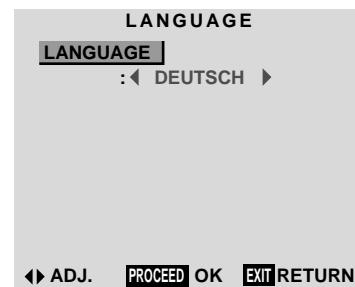 LANGUAGE
LANGUAGE
: ◀ DEUTSCH ▶
◀▶ ADJ. PROCEED OK EXIT RETURN